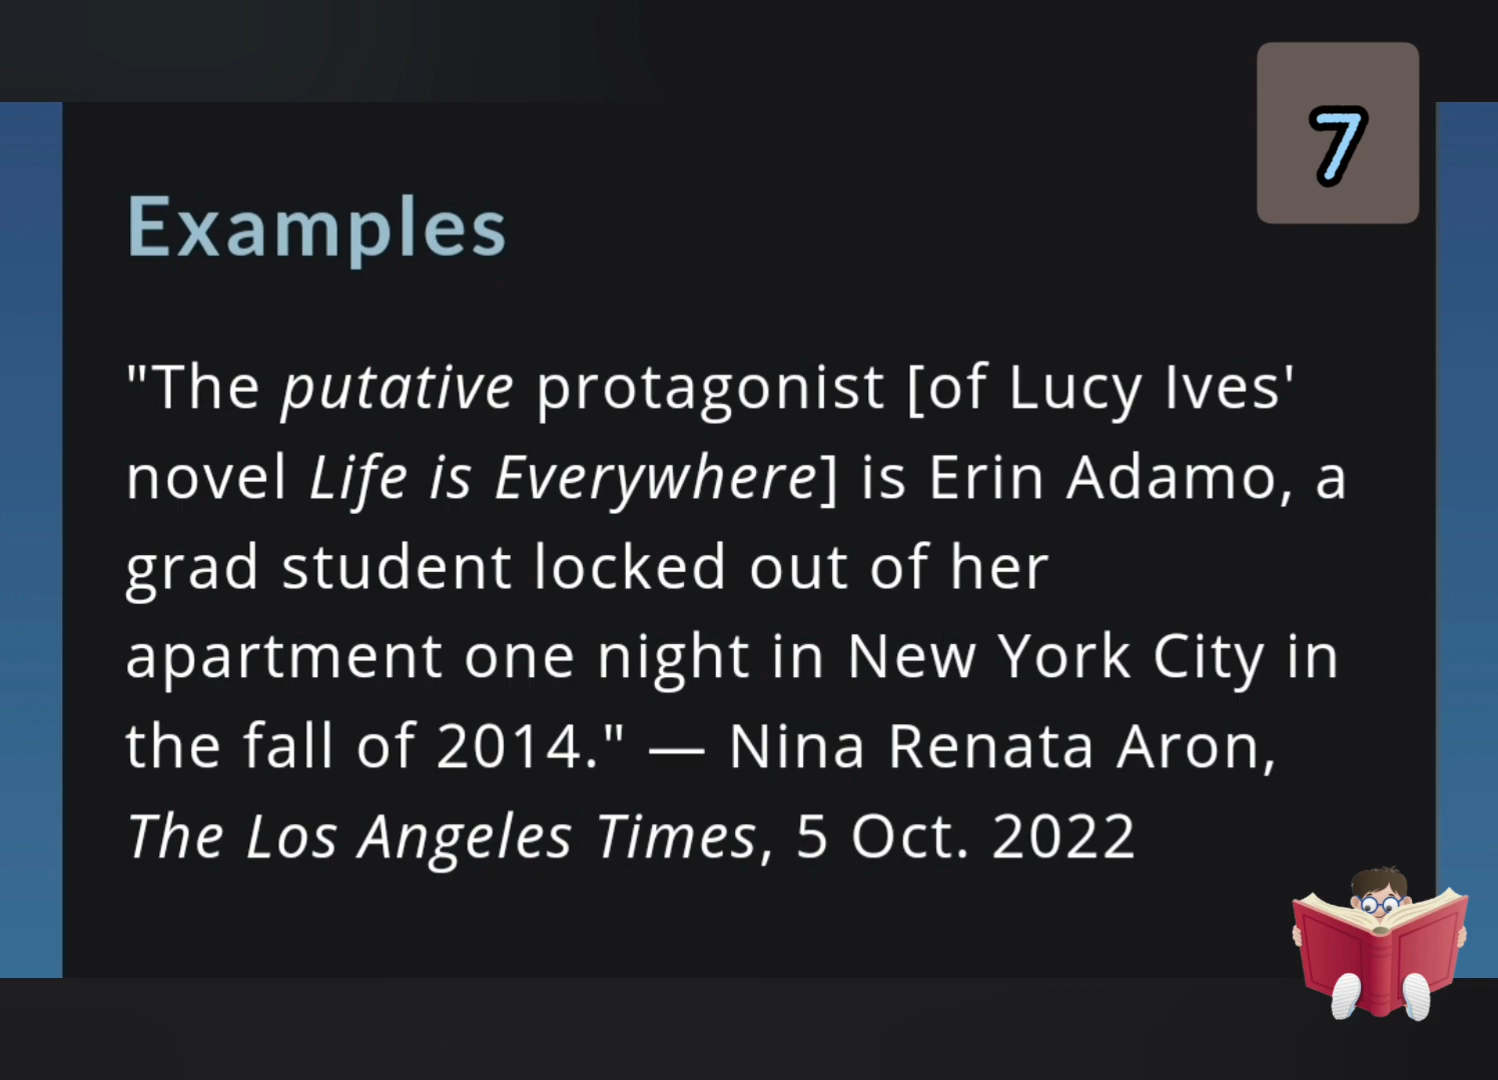 7
Examples
"The putative protagonist [of Lucy Ives'
novel Life is Everywhere] is Erin Adamo, a
grad student locked out of her
apartment one night in New York City in
the fall of 2014." — Nina Renata Aron,
The Los Angeles Times, 5 Oct. 2022